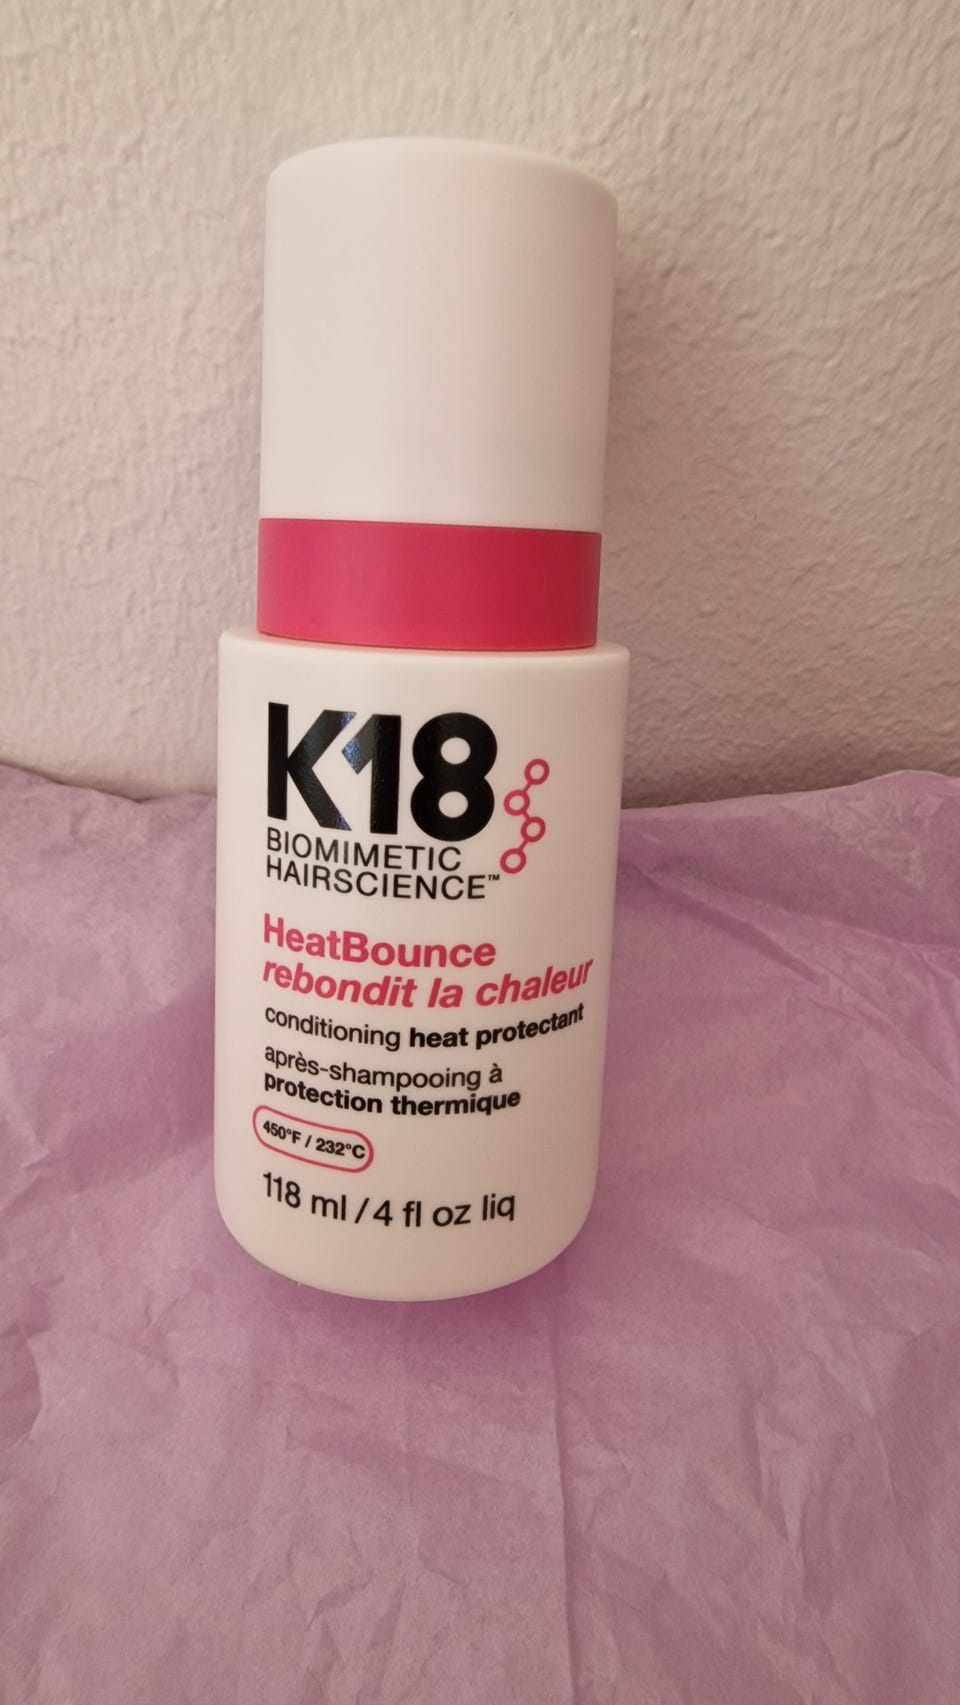 K18
BIOMIMETIC
HAIRSCIENCE™
HeatBounce
rebondit la chaleur
conditioning heat protectant
après-shampooing à
protection thermique
450°F / 232°C
118 ml / 4 fl oz liq